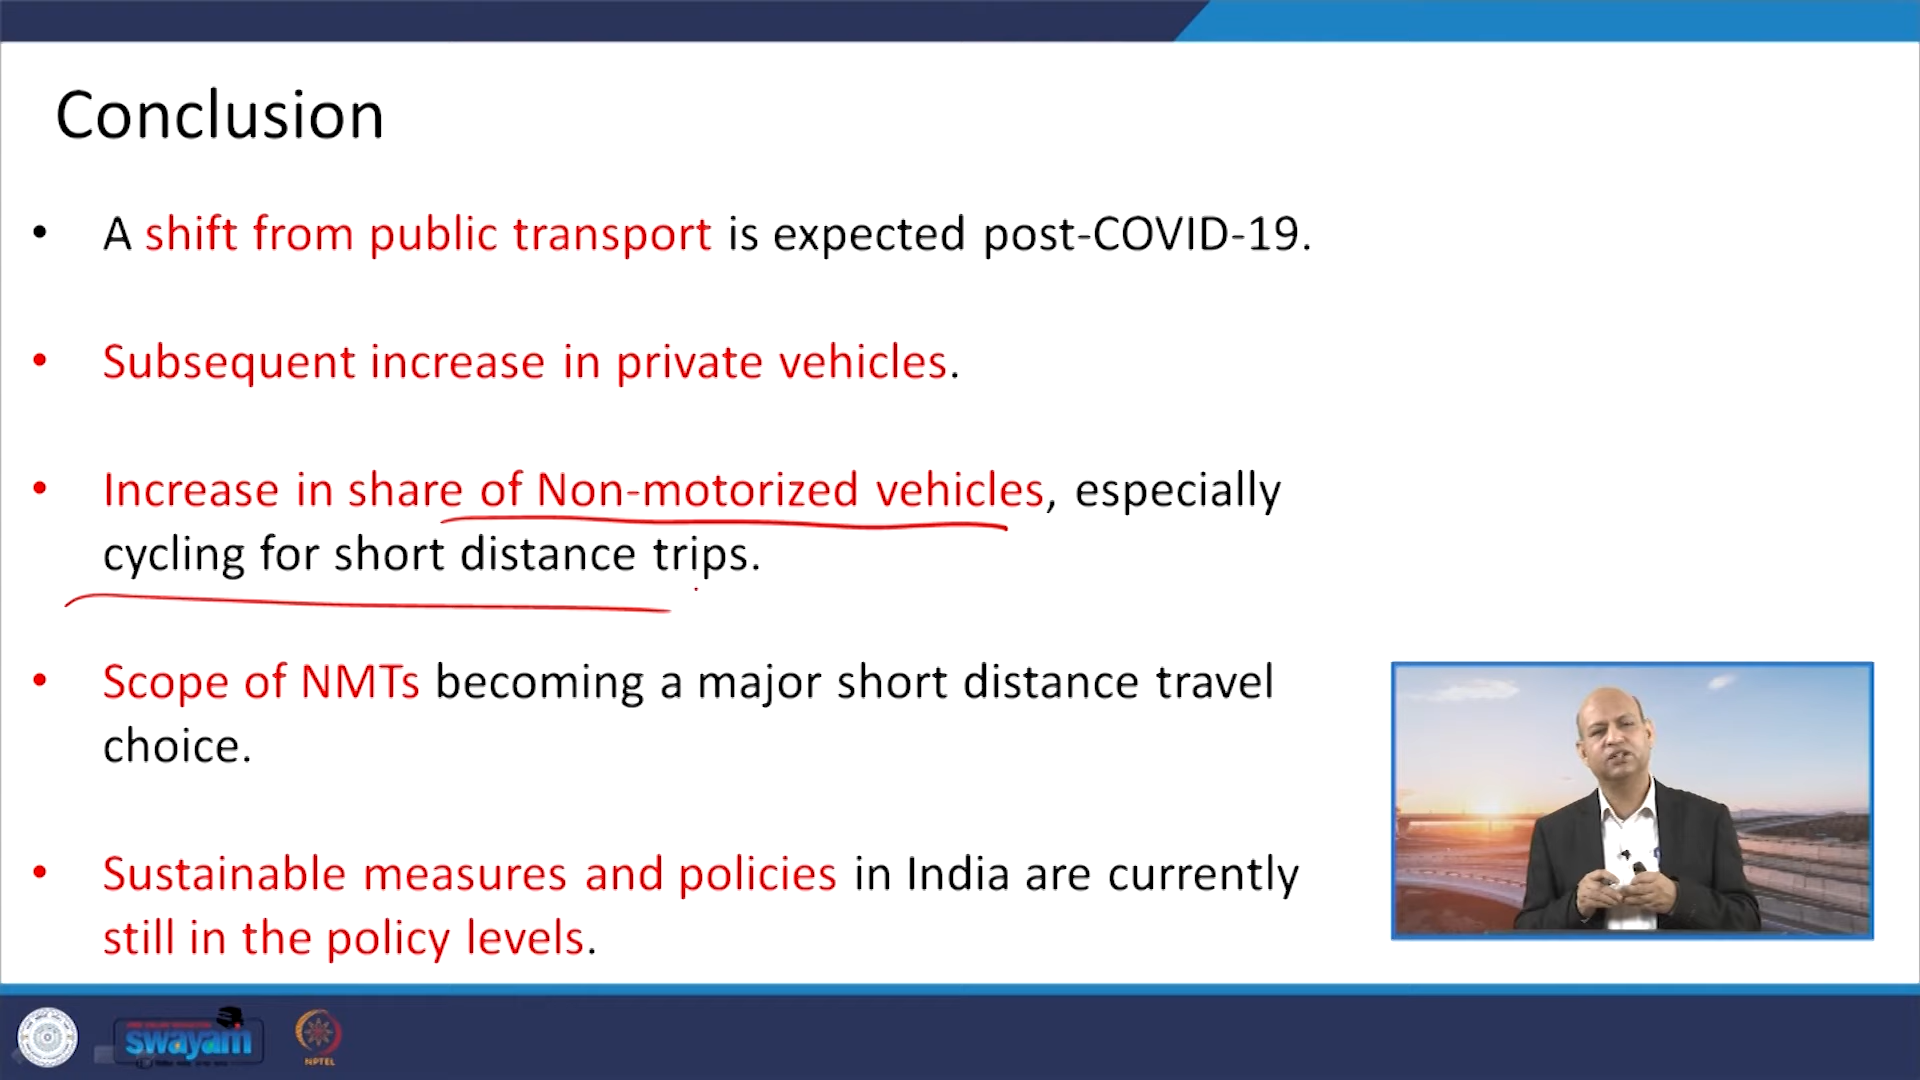 Conclusion
• A shift from public transport is expected post-COVID-19.
• Subsequent increase in private vehicles.
• Increase in share of Non-motorized vehicles, especially
cycling for short distance trips.
• Scope of NMTs becoming a major short distance travel
choice.
• Sustainable measures and policies in India are currently
still in the policy levels.
swayam
NPTEL